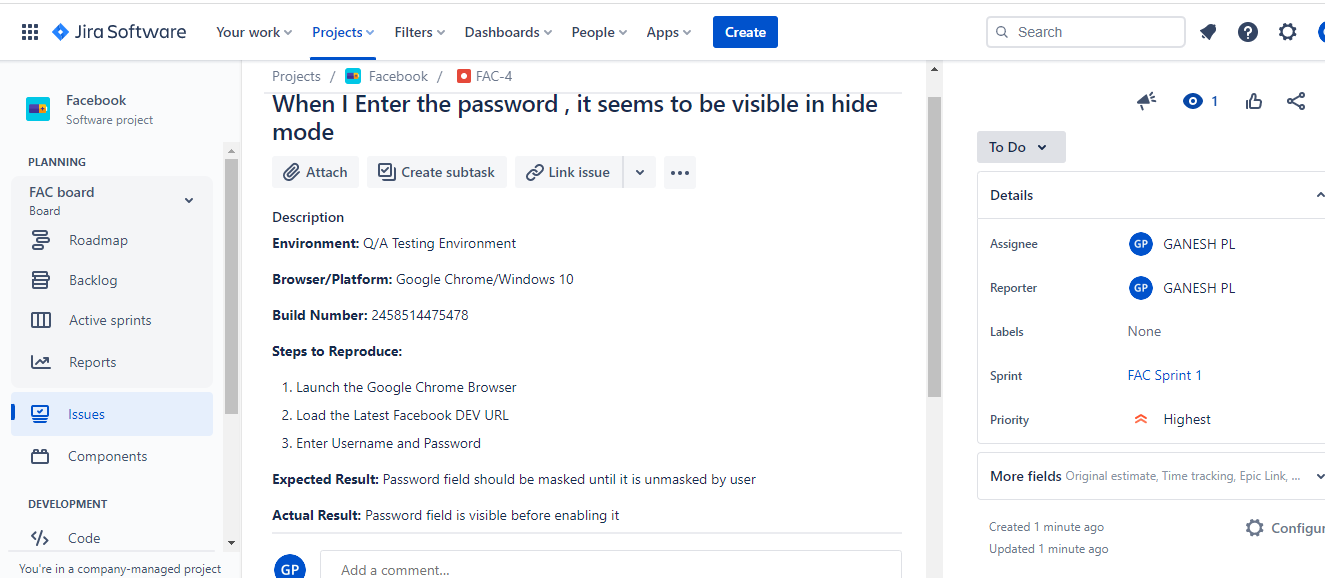 Jira Software
Your work
Projects
Filters
Dashboards
People
Apps
Create
Search
Facebook
Software project
PLANNING
FAC board
Board
Roadmap
Backlog
Active sprints
Reports
Issues
Components
DEVELOPMENT
Code
You're in a company-managed project
Projects / Facebook / FAC-4
When I Enter the password , it seems to be visible in hide
mode
Attach
Create subtask
Link issue
Description
Environment: Q/A Testing Environment
Browser/Platform: Google Chrome/Windows 10
Build Number: 2458514475478
Steps to Reproduce:
1. Launch the Google Chrome Browser
2. Load the Latest Facebook DEV URL
3. Enter Username and Password
Expected Result: Password field should be masked until it is unmasked by user
Actual Result: Password field is visible before enabling it
GP
Add a comment...
1
To Do
Details
Assignee GP GANESH PL
Reporter GP GANESH PL
Labels None
Sprint FAC Sprint 1
Priority Highest
More fields Original estimate, Time tracking, Epic Link, ...
Created 1 minute ago
Configur
Updated 1 minute ago